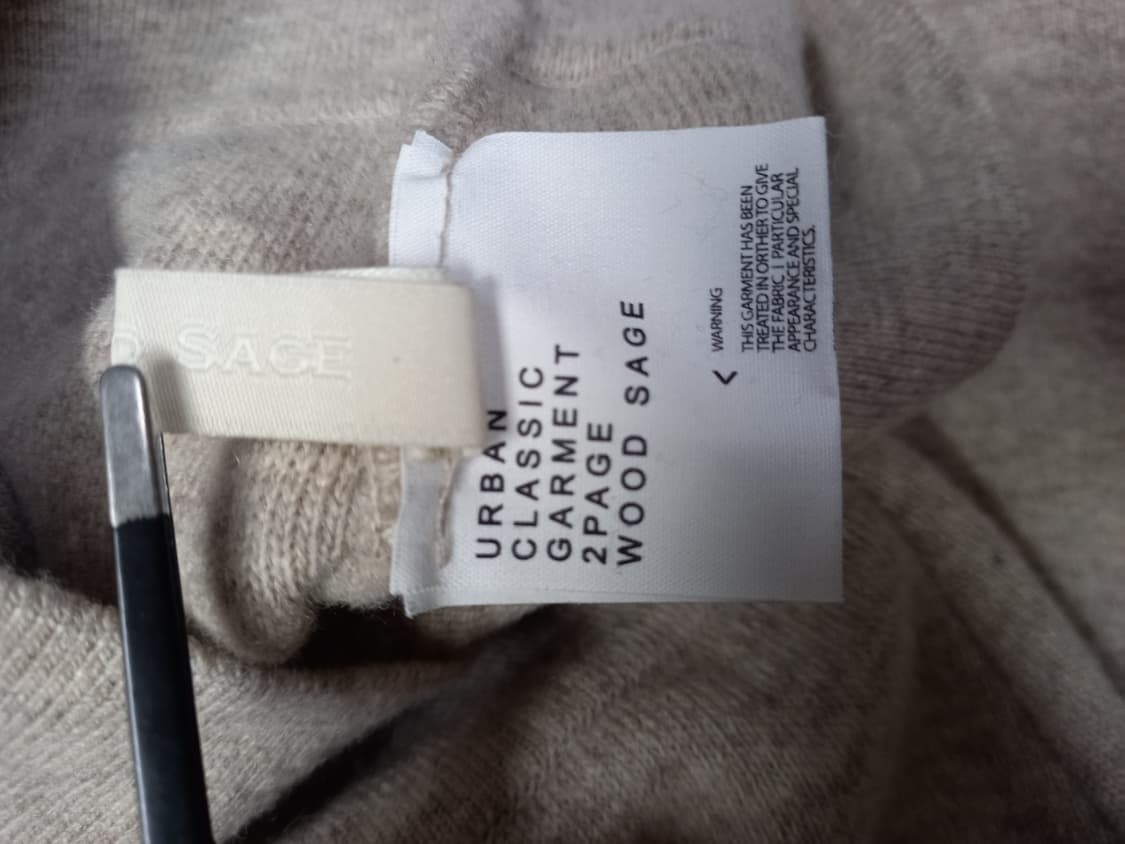 SAGE
URBAN
CLASSIC
GARMENT
2PAGE
WOOD SAGE
< WARNING
THIS GARMENT HAS BEEN
TREATED IN ORTHER TO GIVE
THE FABRIC | PARTICULAR
APPEARANCE AND SPECIAL
CHARACTERISTICS.